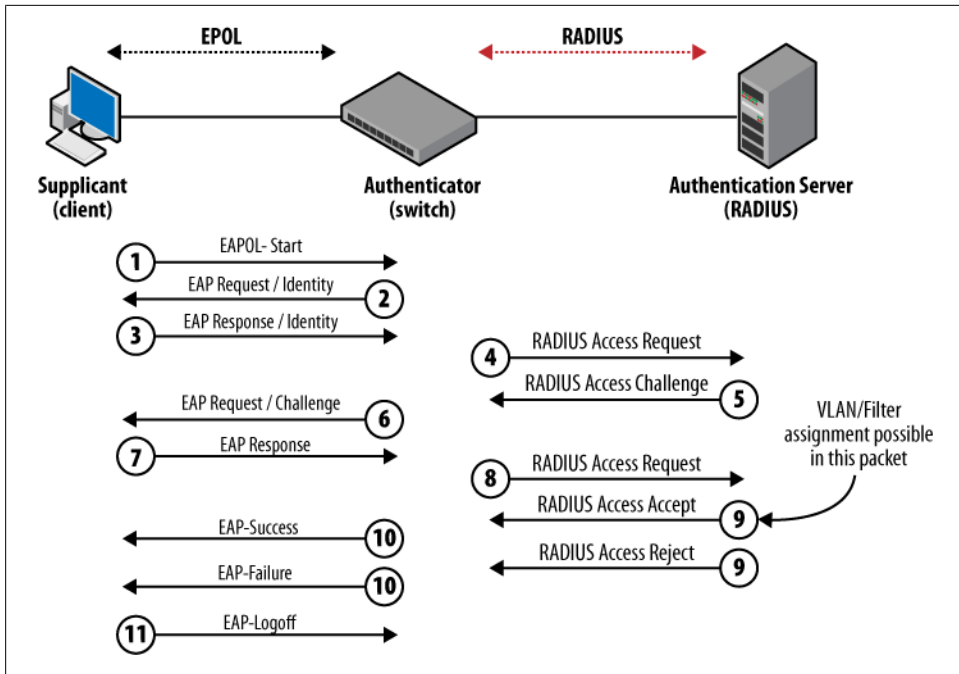 EPOL
RADIUS
Supplicant
(client)
Authenticator
(switch)
Authentication Server
(RADIUS)
1
EAPOL- Start
EAP Request / Identity
2
3
EAP Response / Identity
4
RADIUS Access Request
RADIUS Access Challenge
5
EAP Request / Challenge
6
VLAN/Filter
assignment possible
in this packet
7
EAP Response
8
RADIUS Access Request
RADIUS Access Accept
9
EAP-Success
10
RADIUS Access Reject
9
EAP-Failure
10
11
EAP-Logoff